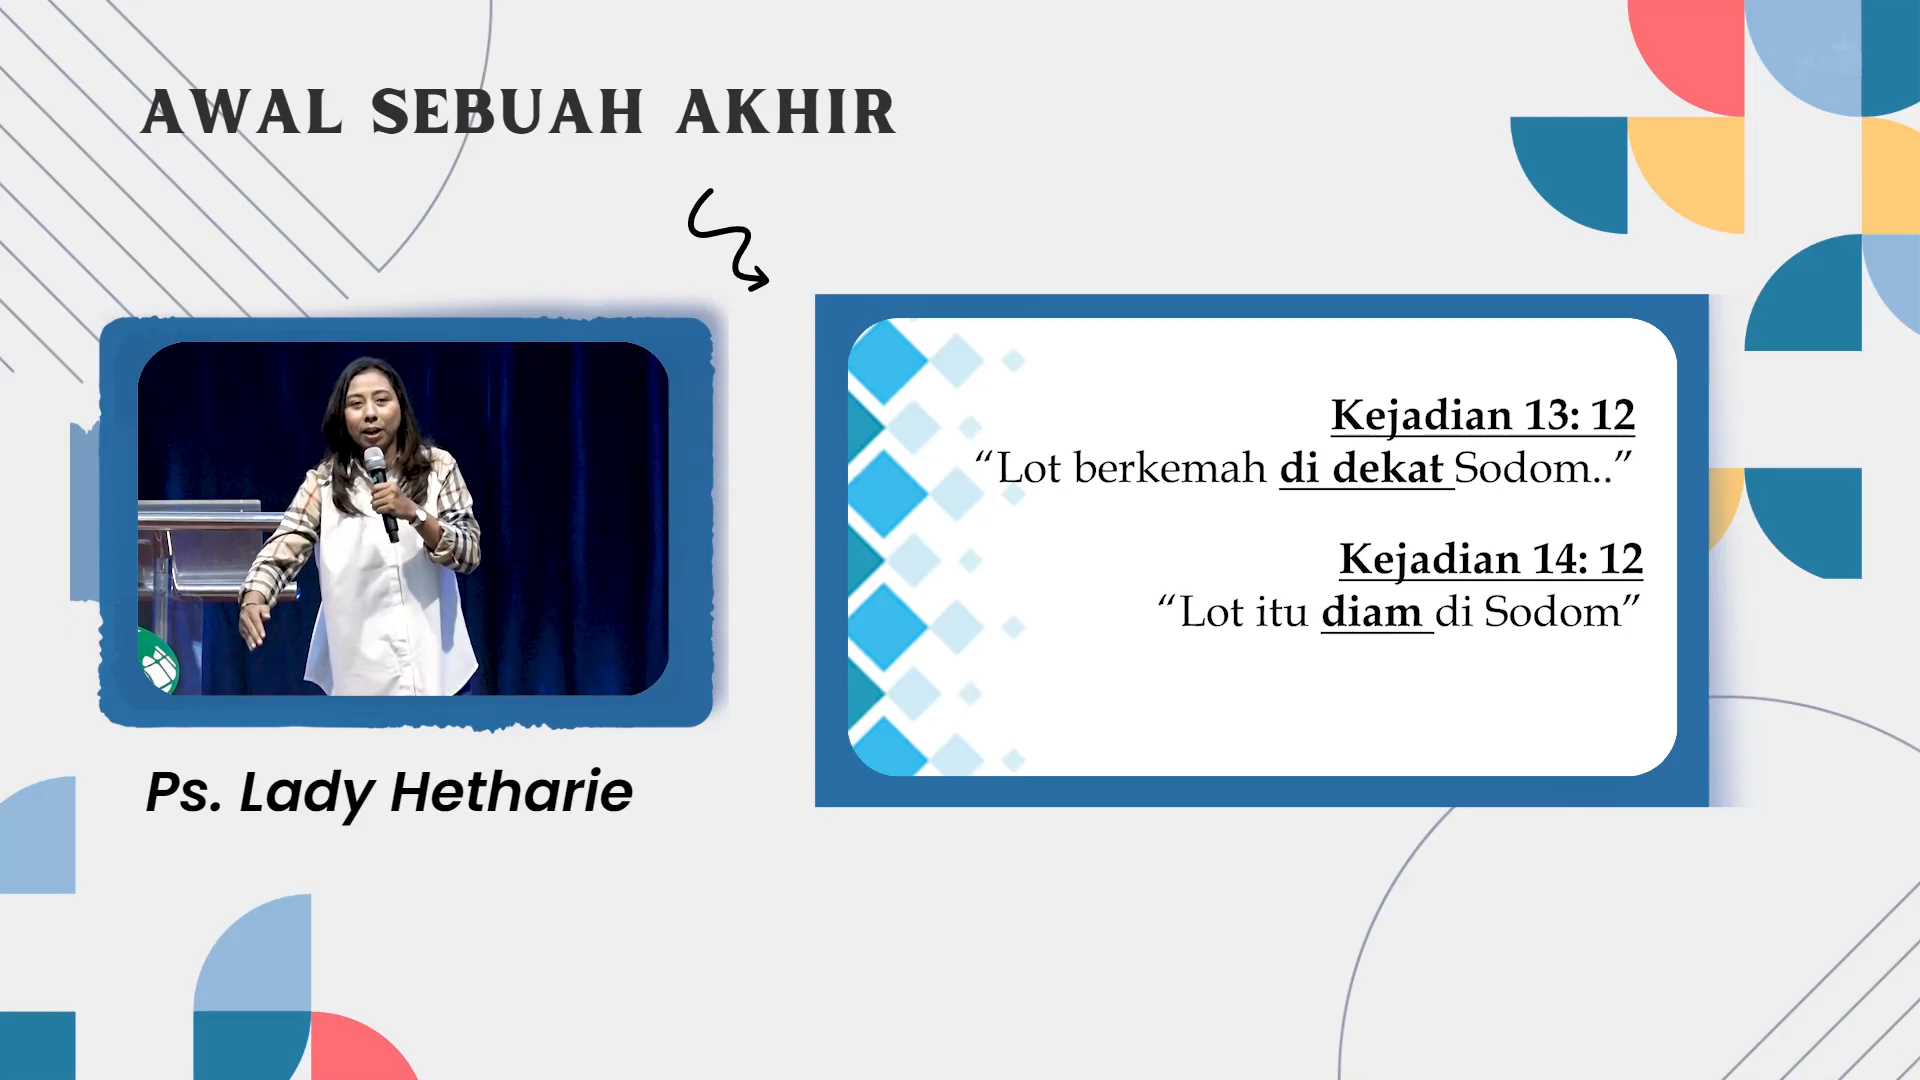 AWAL SEBUAH AKHIR
Kejadian 13: 12
“Lot berkemah di dekat Sodom..”
Kejadian 14: 12
“Lot itu diam di Sodom”
Ps. Lady Hetharie